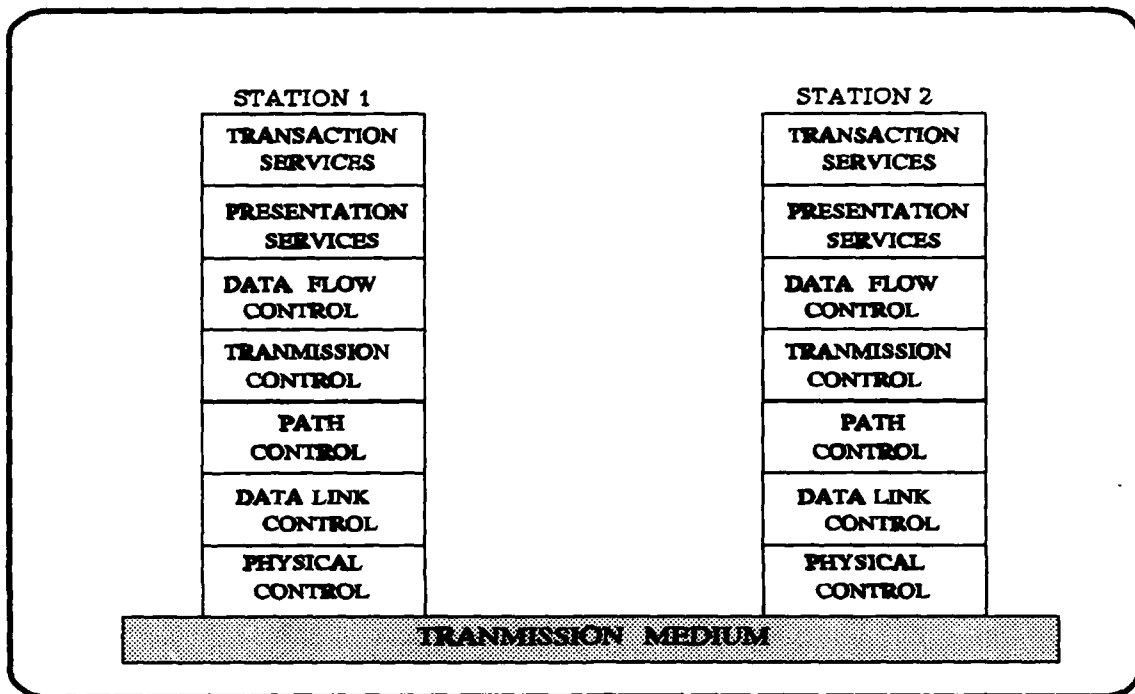 STATION 1
TRANSACTION
SERVICES
PRESENTATION
SERVICES
DATA FLOW
CONTROL
TRANMISSION
CONTROL
PATH
CONTROL
DATA LINK
CONTROL
PHYSICAL
CONTROL
STATION 2
TRANSACTION
SERVICES
PRESENTATION
SERVICES
DATA FLOW
CONTROL
TRANMISSION
CONTROL
PATH
CONTROL
DATA LINK
CONTROL
PHYSICAL
CONTROL
TRANMISSION MEDIUM